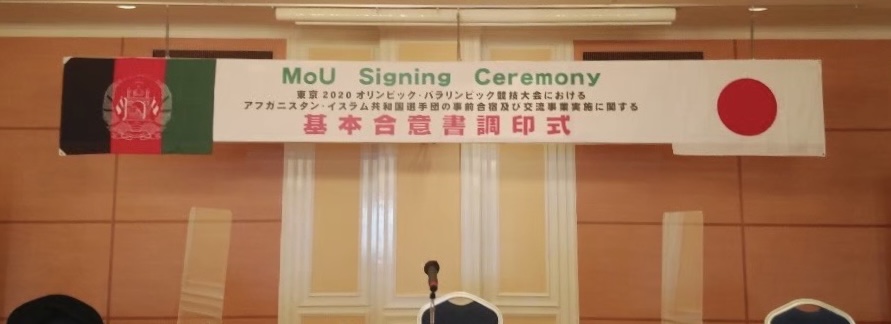 MoU Signing Ceremony
東京2020オリンピック・パラリンピック競技大会における
アフガニスタン・イスラム共和国選手団の事前合宿及び交流事業実施に関する
基本合意書調印式